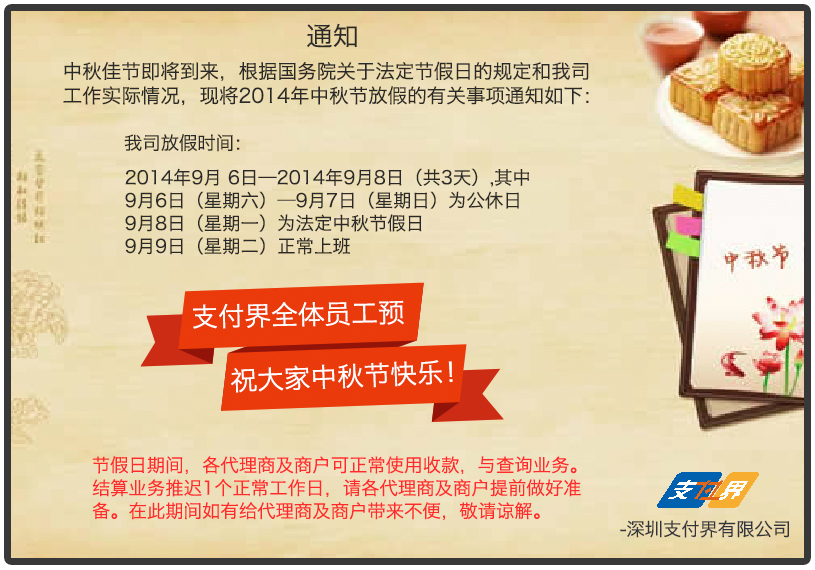 通知
中秋佳节即将到来，根据国务院关于法定节假日的规定和我司
工作实际情况，现将2014年中秋节放假的有关事项通知如下：
我司放假时间：
2014年9月 6日—2014年9月8日（共3天）,其中
9月6日（星期六）—9月7日（星期日）为公休日
9月8日（星期一）为法定中秋节假日
9月9日（星期二）正常上班
中秋节
支付界全体员工预
祝大家中秋节快乐！
节假日期间，各代理商及商户可正常使用收款，与查询业务。
结算业务推迟1个正常工作日，请各代理商及商户提前做好准
备。在此期间如有给代理商及商户带来不便，敬请谅解。
支付界
-深圳支付界有限公司